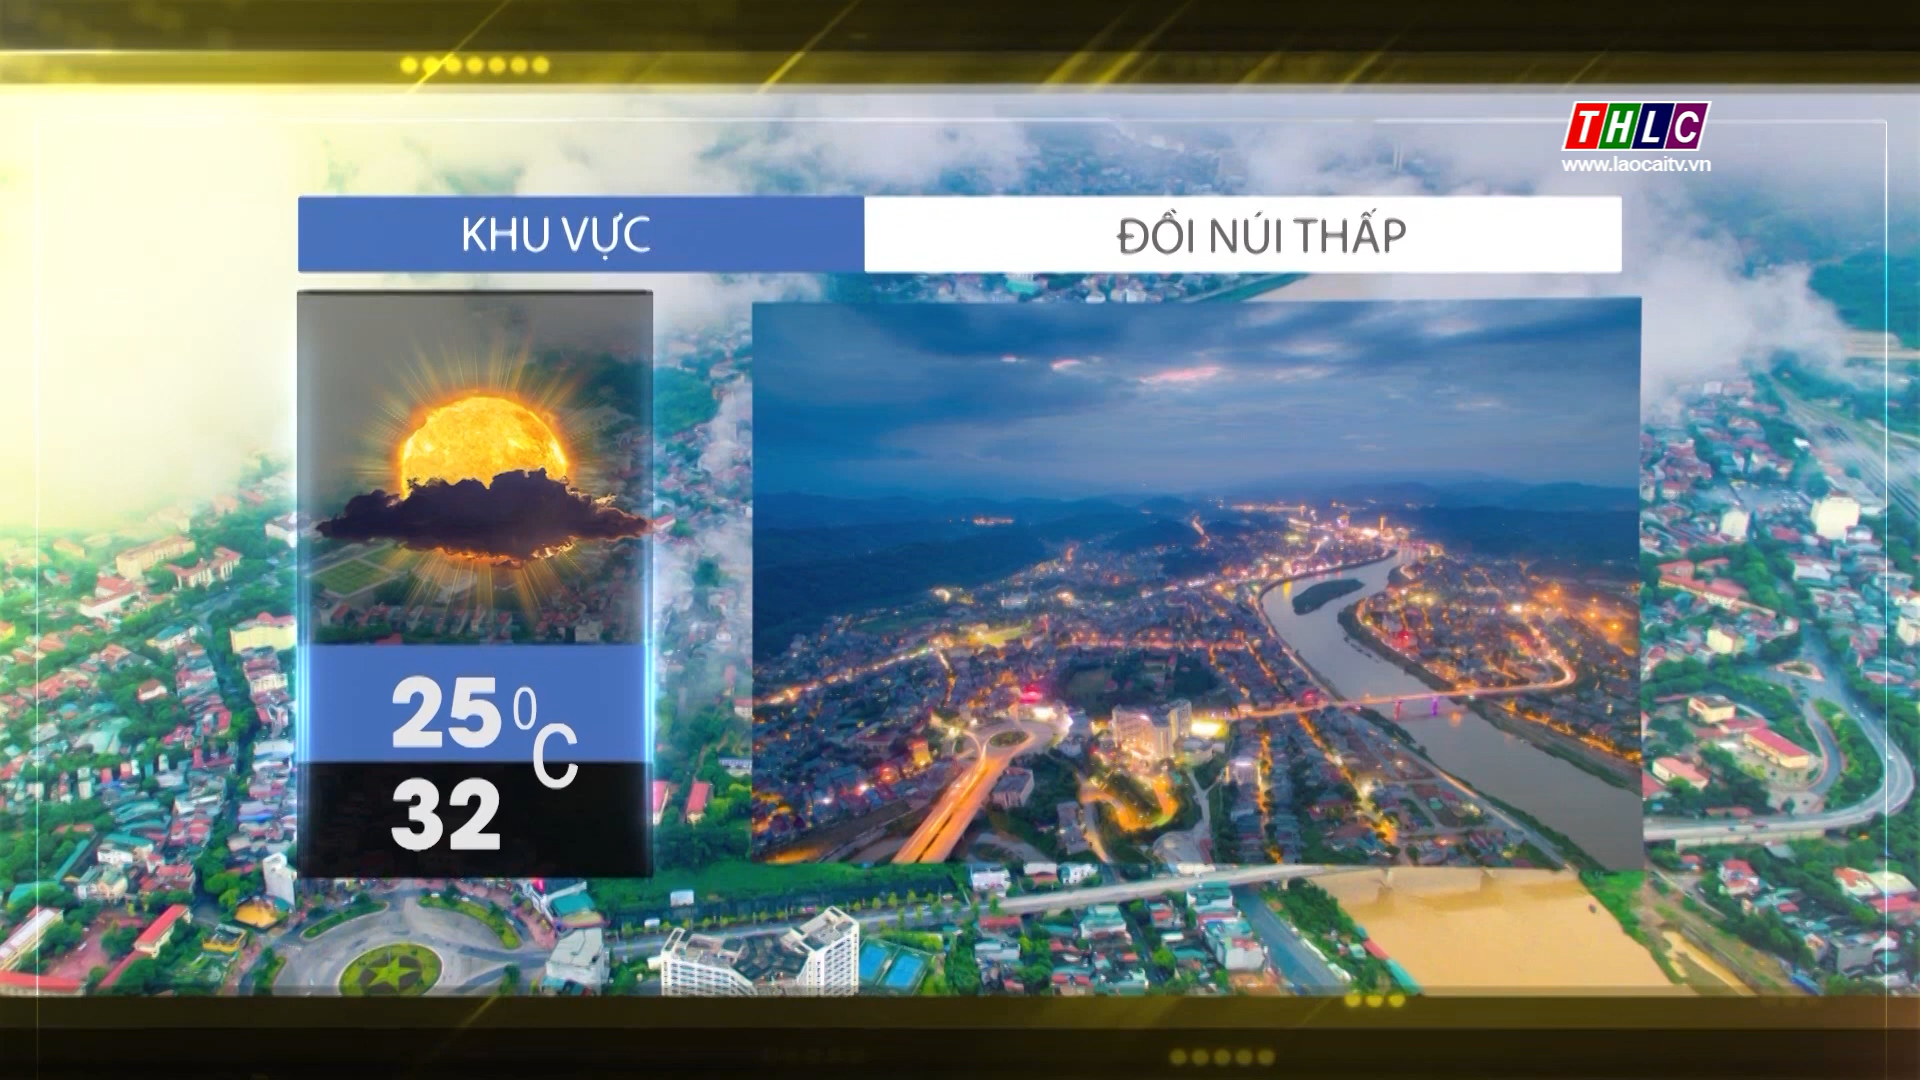 THLC
www.laocaitv.vn
KHU VỰC
ĐỒI NÚI THẤP
25
0
C
32